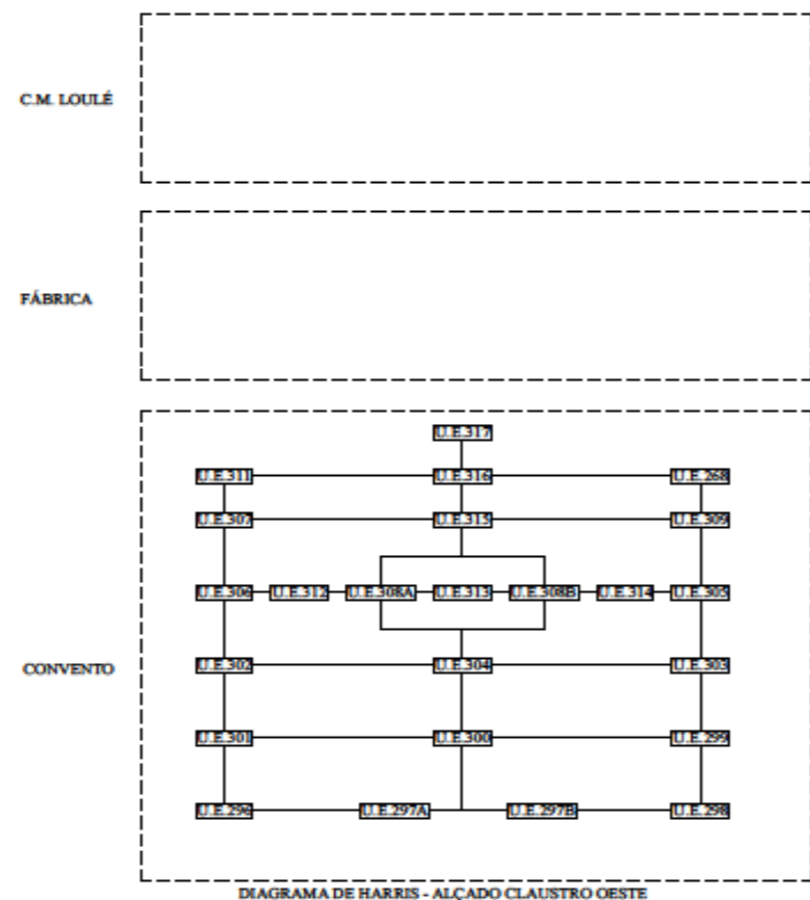 C.M. LOULÉ
FÁBRICA
CONVENTO
U.E.317
U.E.311 U.E.316 U.E.268
U.E.307 U.E.315 U.E.309
U.E.306 U.E.312 U.E.308A U.E.313 U.E.308B U.E.314 U.E.305
U.E.302 U.E.304 U.E.303
U.E.301 U.E.300 U.E.299
U.E.296 U.E.297A U.E.297B U.E.298
DIAGRAMA DE HARRIS - ALÇADO CLAUSTRO OESTE